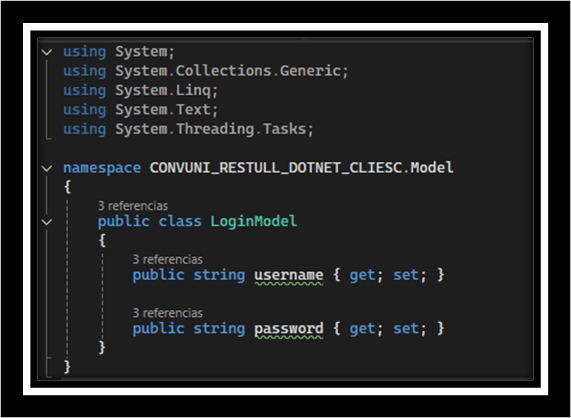 using System;
using System.Collections.Generic;
using System.Linq;
using System.Text;
using System.Threading.Tasks;
namespace CONVUNI_RESTULL_DOTNET_CLIESC.Model
{
3 referencias
public class LoginModel
{
3 referencias
public string username { get; set; }
3 referencias
public string password { get; set; }
}
}